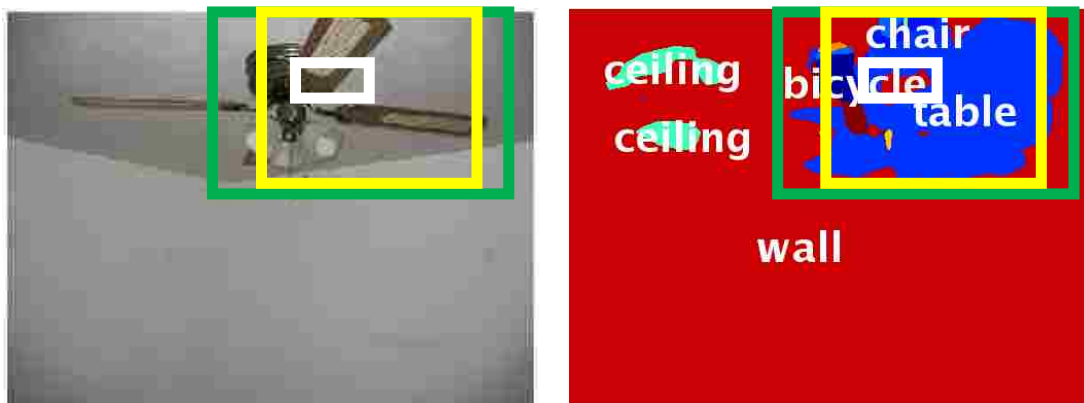 chair
ceiling
bicycle
table
ceiling
wall